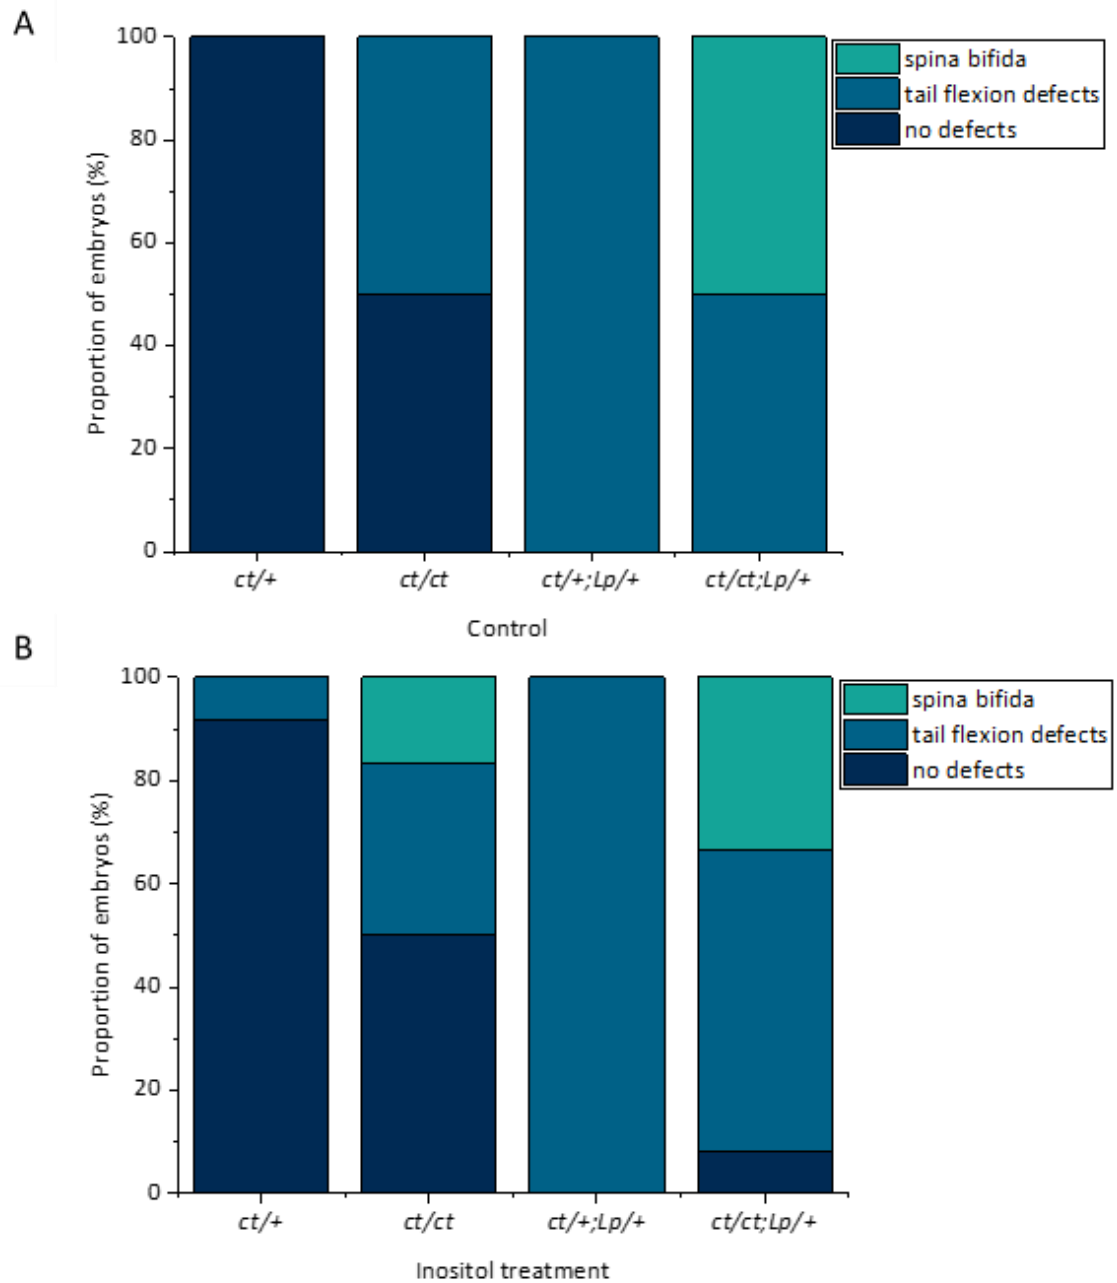 A
100
80
60
40
20
0
Proportion of embryos (%)
spina bifida
tail flexion defects
no defects
ct/+ ct/ct ct/+;Lp/+ ct/ct;Lp/+
Control
B
100
80
60
40
20
0
Proportion of embryos (%)
spina bifida
tail flexion defects
no defects
ct/+ ct/ct ct/+;Lp/+ ct/ct;Lp/+
Inositol treatment